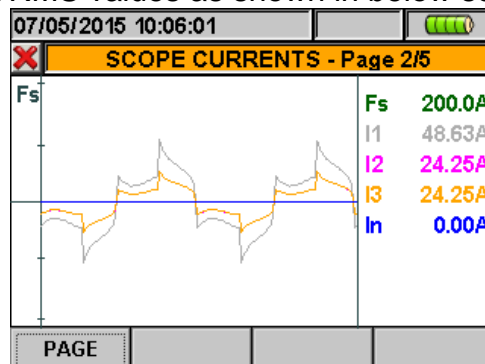 07/05/2015 10:06:01
SCOPE CURRENTS - Page 2/5
Fs
Fs 200.0A
I1 48.63A
I2 24.25A
I3 24.25A
In 0.00A
PAGE